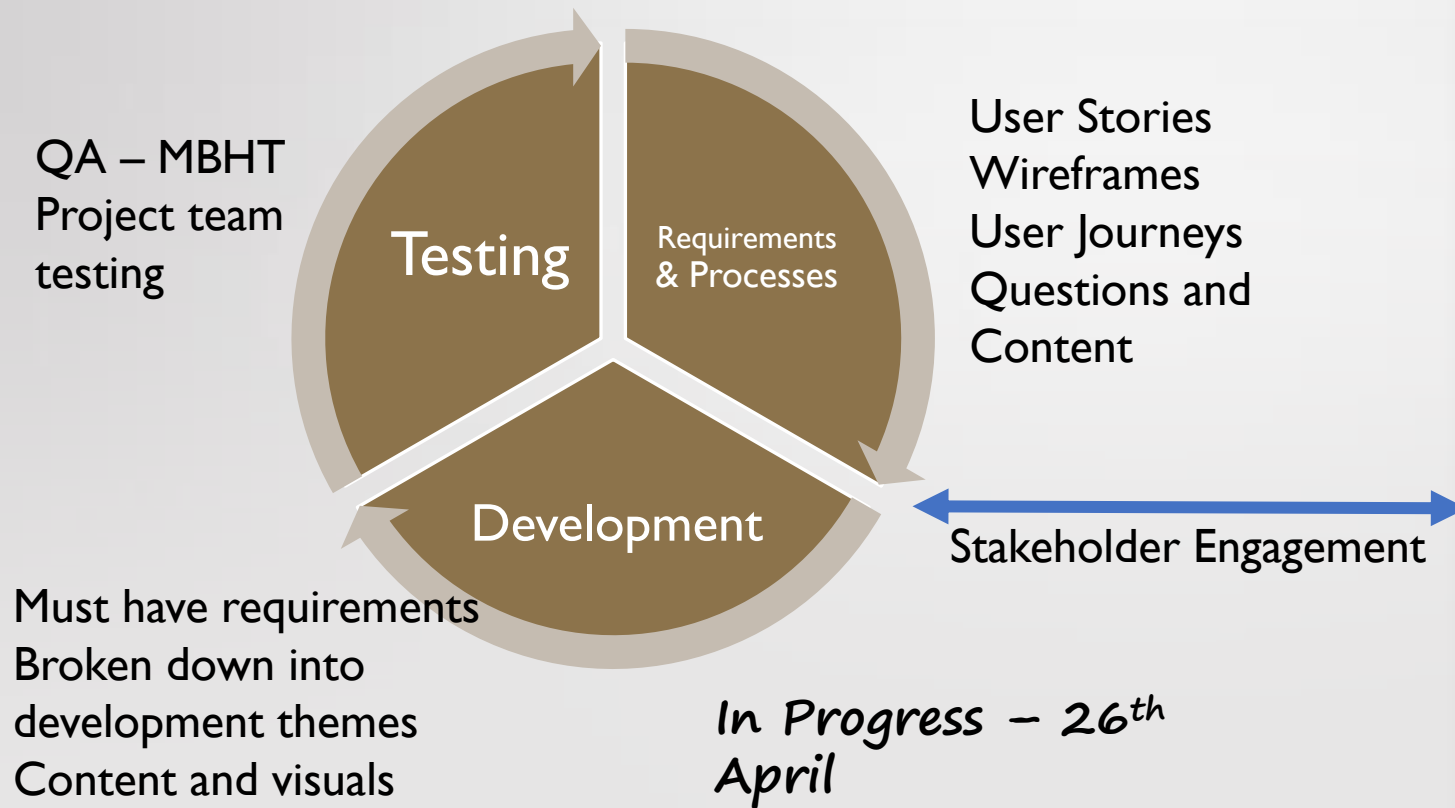 QA – MBHT
Project team
testing
Testing
Requirements
& Processes
User Stories
Wireframes
User Journeys
Questions and
Content
Development
Stakeholder Engagement
Must have requirements
Broken down into
development themes
Content and visuals
In Progress – 26th
April